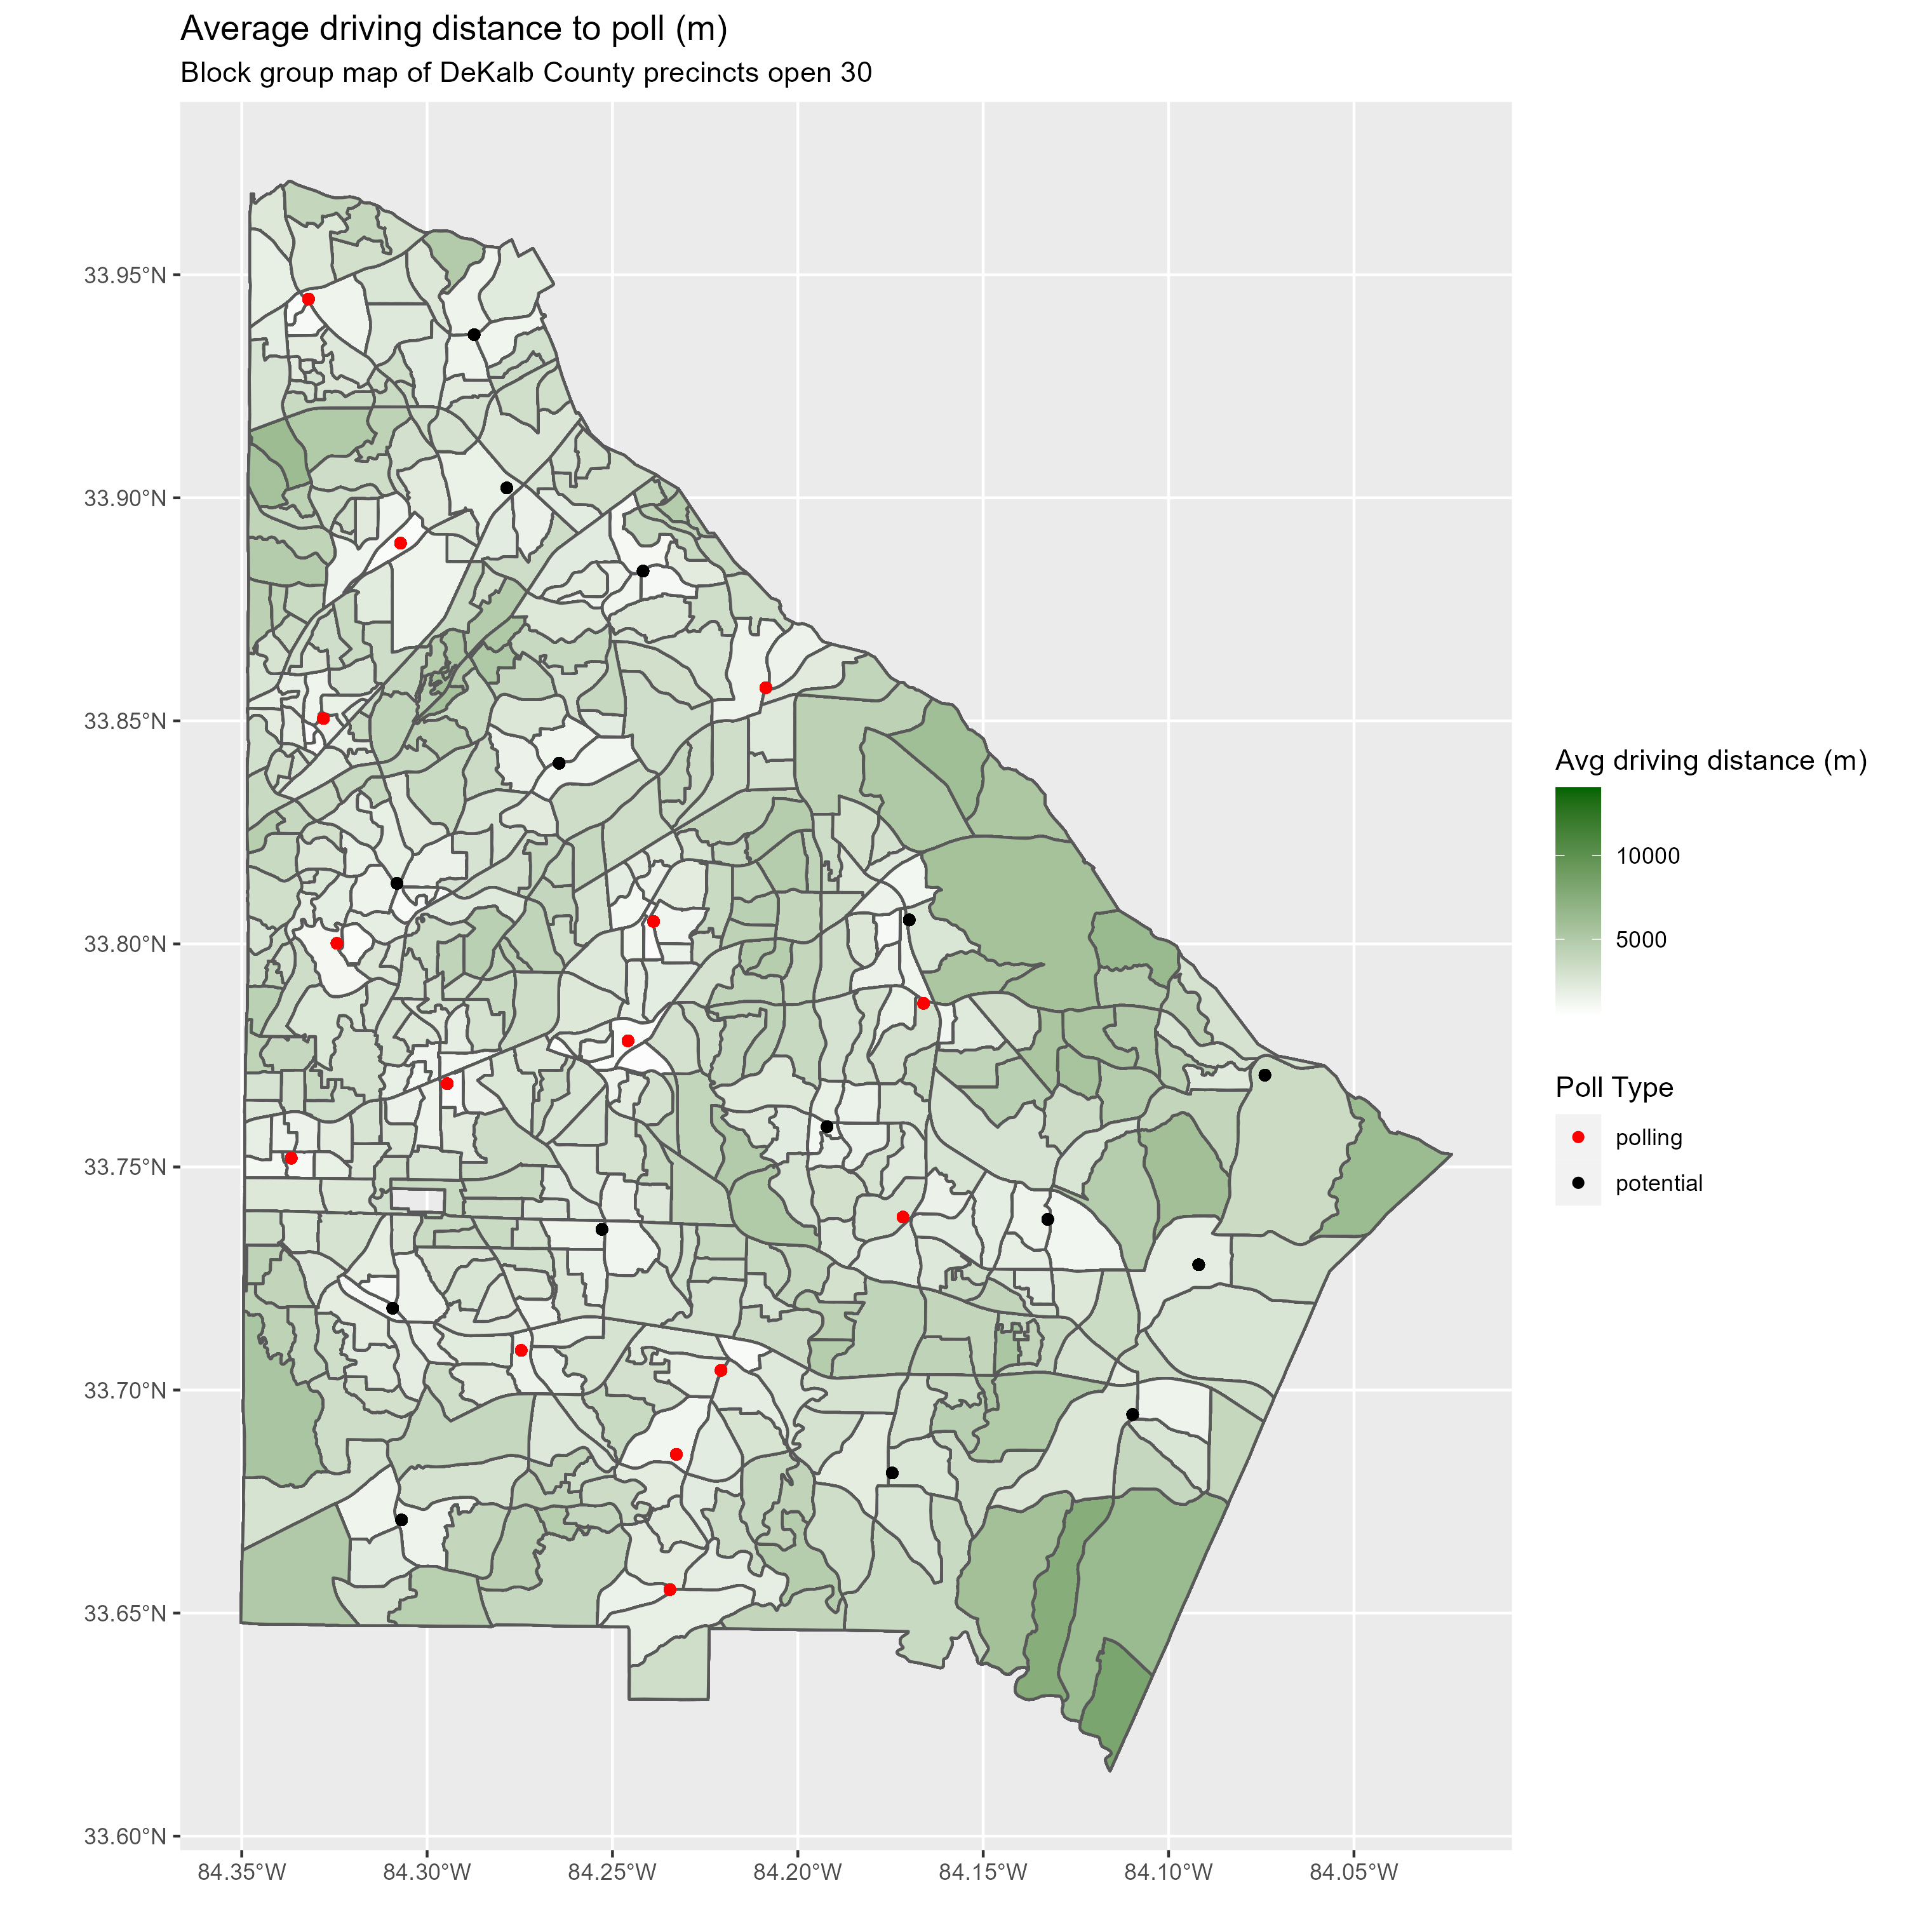 Average driving distance to poll (m)
Block group map of DeKalb County precincts open 30
33.95°N
33.90°N
33.85°N
33.80°N
33.75°N
33.70°N
33.65°N
33.60°N
84.35°W
84.30°W
84.25°W
84.20°W
84.15°W
84.10°W
84.05°W
Avg driving distance (m)
10000
5000
Poll Type
polling
potential